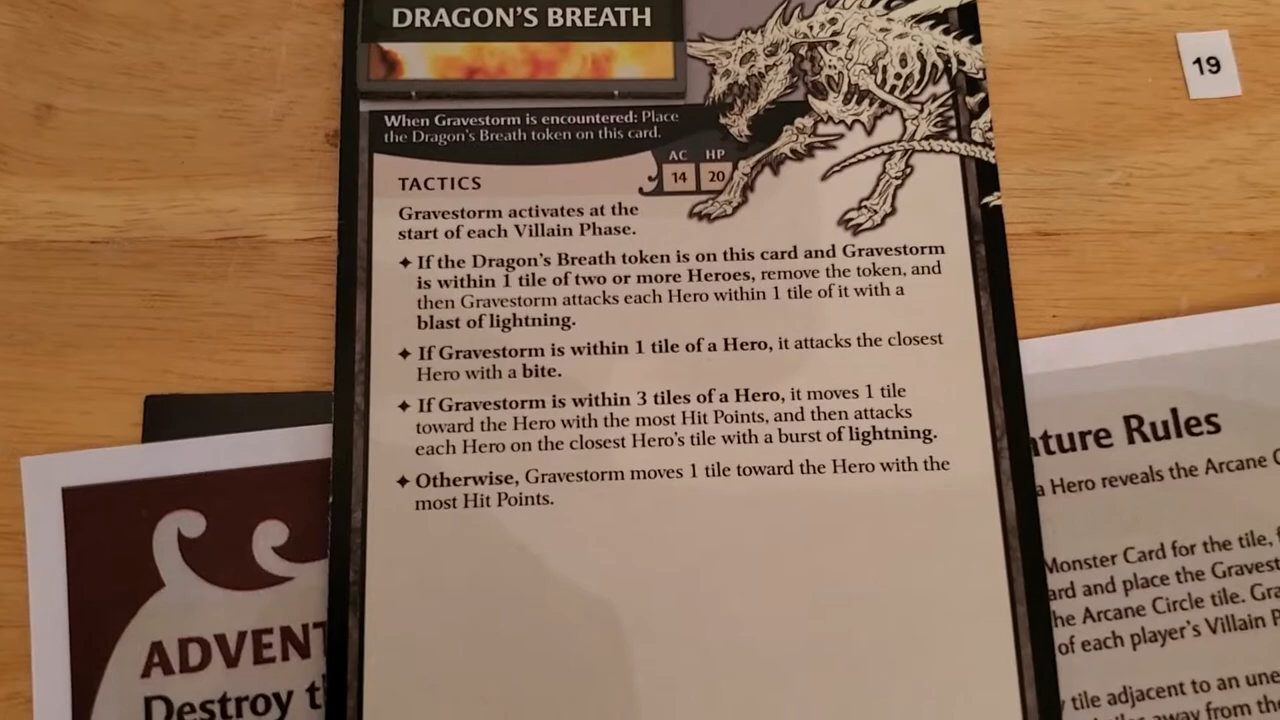 DRAGON'S BREATH
19
When Gravestorm is encountered: Place
the Dragon's Breath token on this card.
AC HP
14 20
TACTICS
Gravestorm activates at the
start of each Villain Phase.
✦ If the Dragon's Breath token is on this card and Gravestorm
is within 1 tile of two or more Heroes, remove the token, and
then Gravestorm attacks each Hero within 1 tile of it with a
blast of lightning.
✦ If Gravestorm is within 1 tile of a Hero, it attacks the closest
Hero with a bite.
✦ If Gravestorm is within 3 tiles of a Hero, it moves 1 tile
toward the Hero with the most Hit Points, and then attacks
each Hero on the closest Hero's tile with a burst of lightning.
✦ Otherwise, Gravestorm moves 1 tile toward the Hero with the
most Hit Points.
ADVENT
Destroy t
Rules
a Hero reveals the Arcane
Monster Card for the tile,
and place the Gravest
Arcane Circle tile. Gra
of each player's Villain P
tile adjacent to an une
away from the